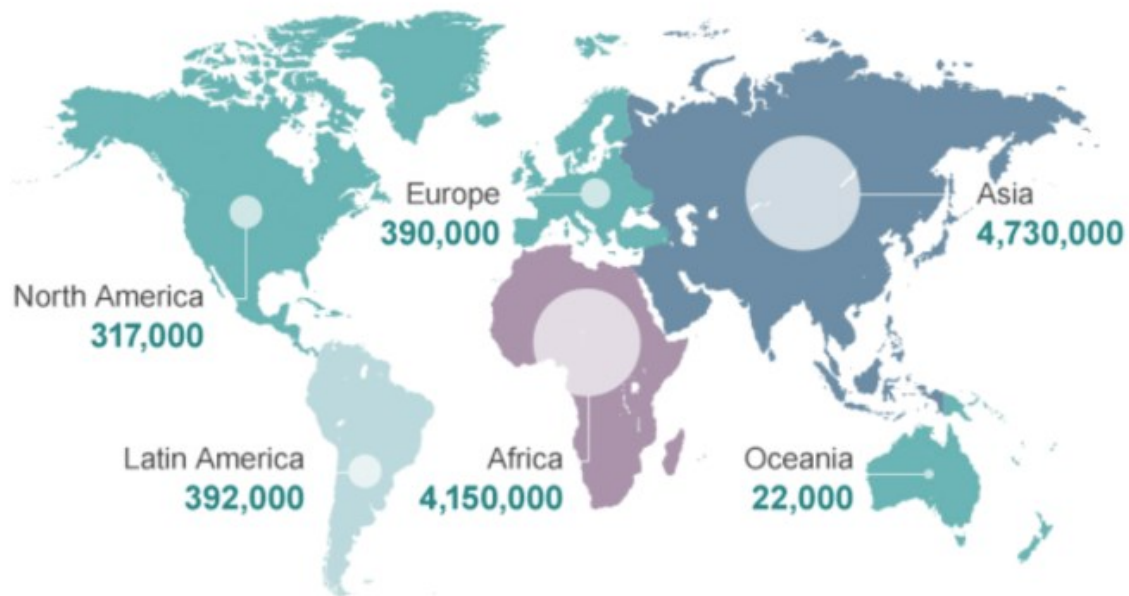 Europe
390,000
Asia
4,730,000
North America
317,000
Latin America
392,000
Africa
4,150,000
Oceania
22,000